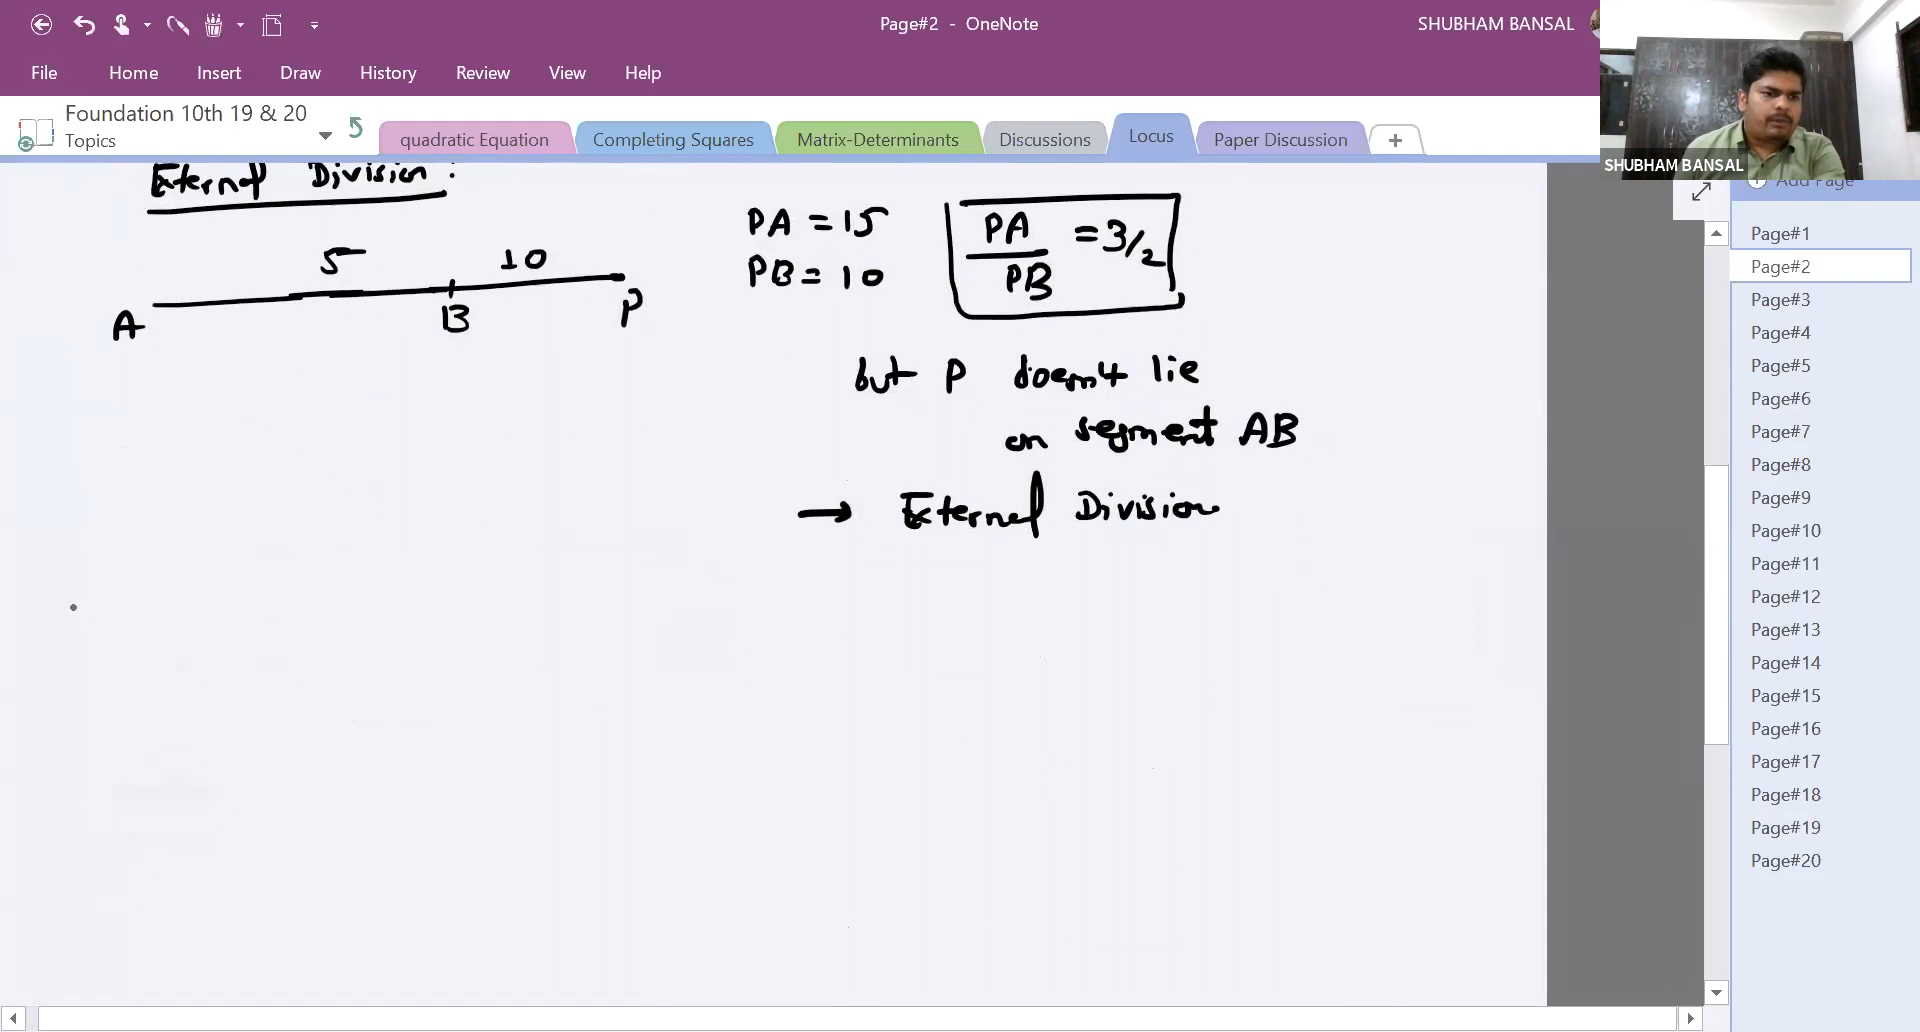 Page#2 - OneNote
SHUBHAM BANSAL
File Home Insert Draw History Review View Help
Foundation 10th 19 & 20
Topics
quadratic Equation
Completing Squares
Matrix-Determinants
Discussions
Locus
Paper Discussion
+
SHUBHAM BANSAL
Add Page
Page#1
Page#2
Page#3
Page#4
Page#5
Page#6
Page#7
Page#8
Page#9
Page#10
Page#11
Page#12
Page#13
Page#14
Page#15
Page#16
Page#17
Page#18
Page#19
Page#20
External Division :
5 10
A B P
PA = 15
PB = 10
PA/PB = 3/2
but P doesn't lie
on segment AB
→ External Division